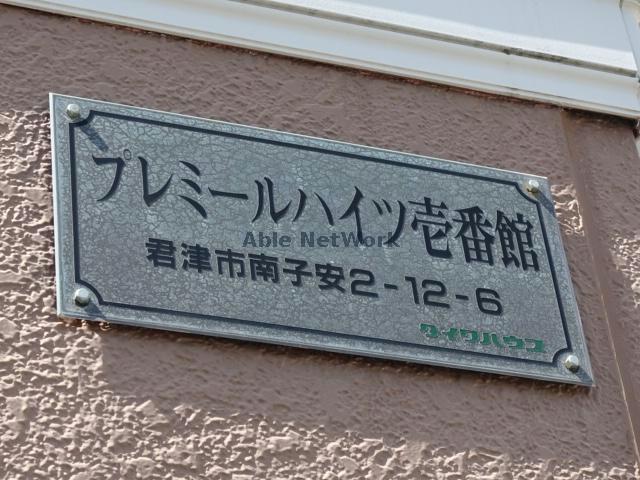 プレミールハイツ壱番館
Able NetWork
君津市南子安2-12-6
ダイワハウス